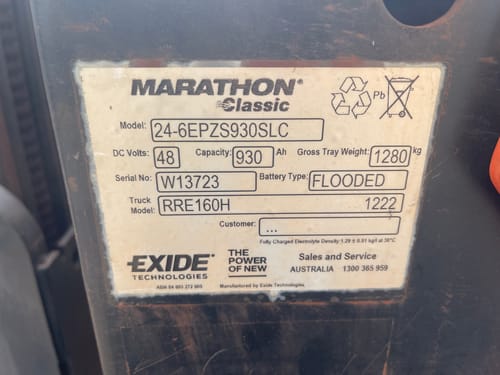 MARATHON®
Classic
Pb
Model: 24-6EPZS930SLC
DC Volts: 48 Capacity: 930 Ah Gross Tray Weight: 1280 kg
Serial No: W13723 Battery Type: FLOODED
Truck Model: RRE160H 1222
Customer: ...
Fully Charged Electrolyte Density:1.29 ± 0.01 kg/l at 30°C
EXIDE®
TECHNOLOGIES
THE POWER OF NEW
Sales and Service
AUSTRALIA 1300 365 959
Manufactured by Exide Technologies